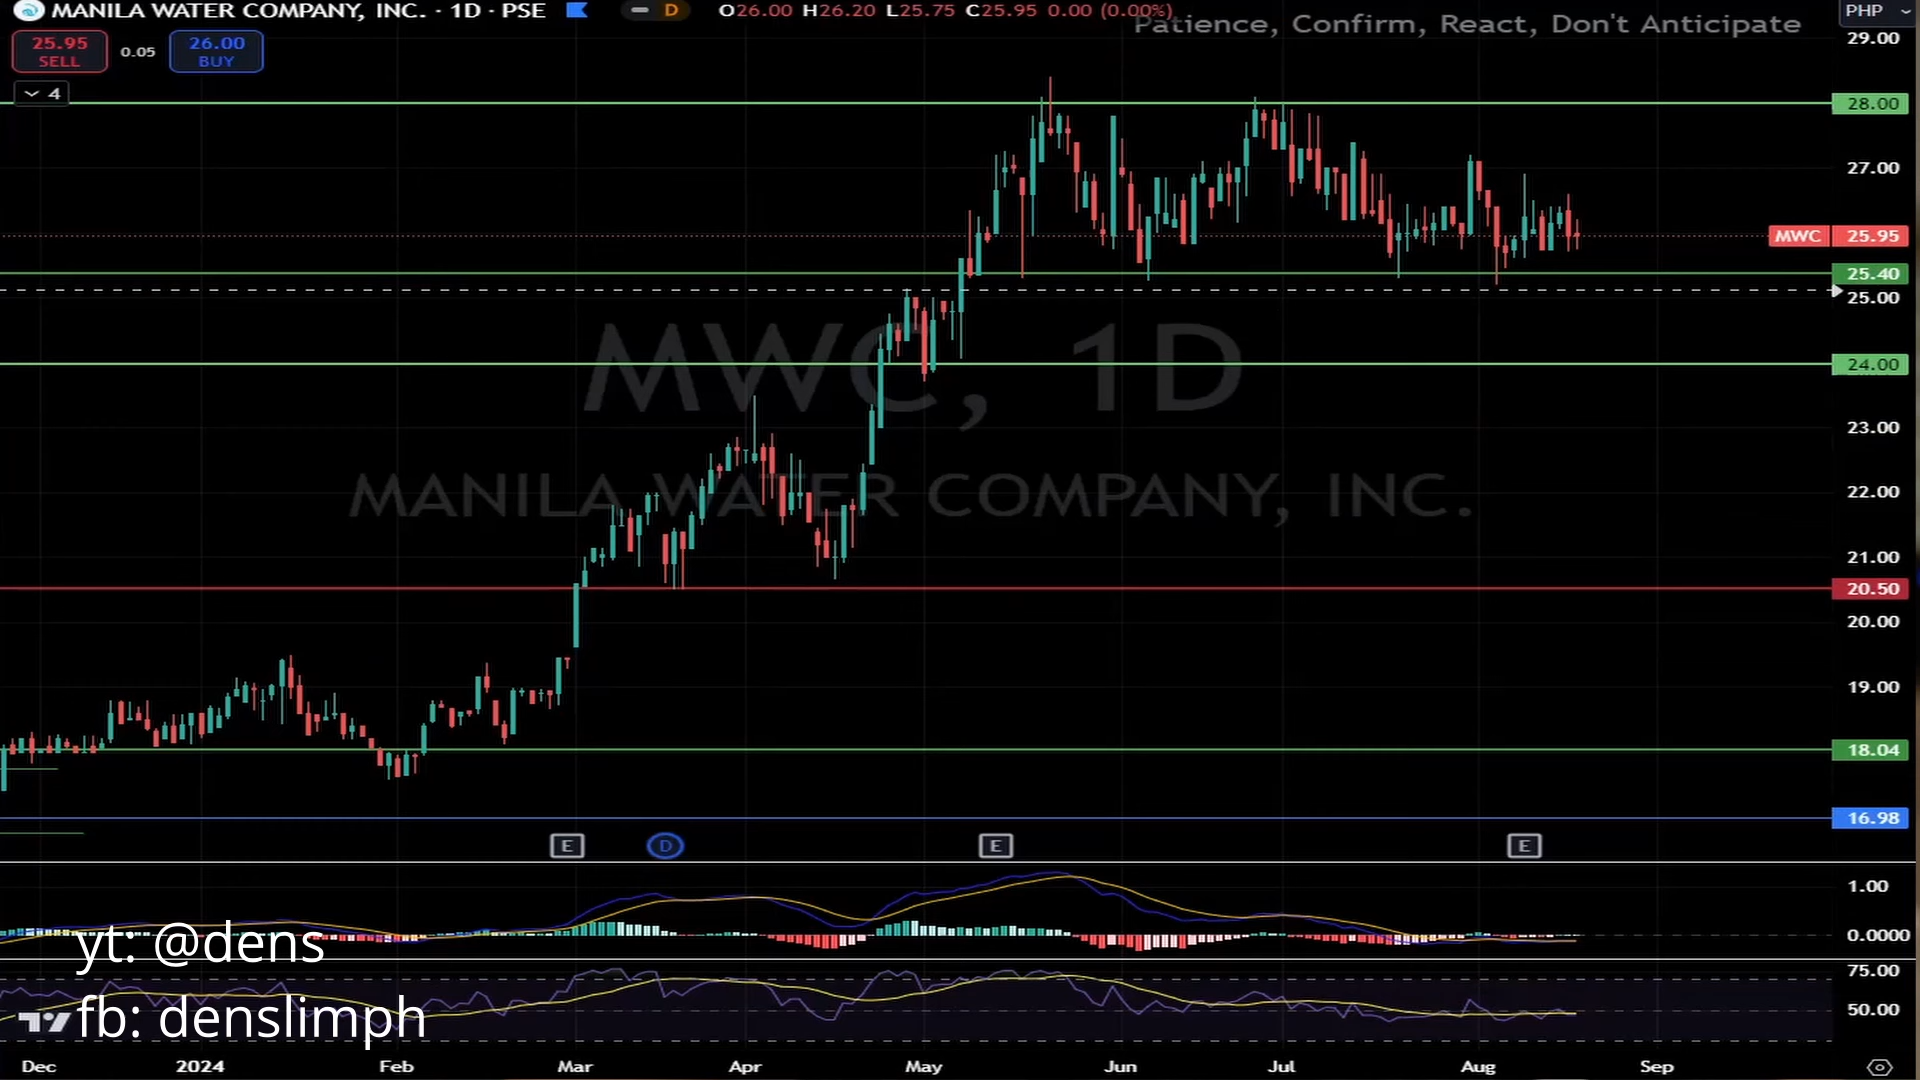 MANILA WATER COMPANY, INC. · 1D · PSE
D
O26.00 H26.20 L25.75 C25.95 0.00 (0.00%)
PHP
Patience, Confirm, React, Don't Anticipate
25.95
SELL
0.05
26.00
BUY
4
29.00
28.00
27.00
MWC 25.95
25.40
25.00
24.00
23.00
22.00
21.00
20.50
20.00
19.00
18.04
16.98
MWC, 1D
MANILA WATER COMPANY, INC.
E
D
E
E
1.00
0.0000
75.00
50.00
yt: @dens
fb: denslimph
Dec 2024 Feb Mar Apr May Jun Jul Aug Sep